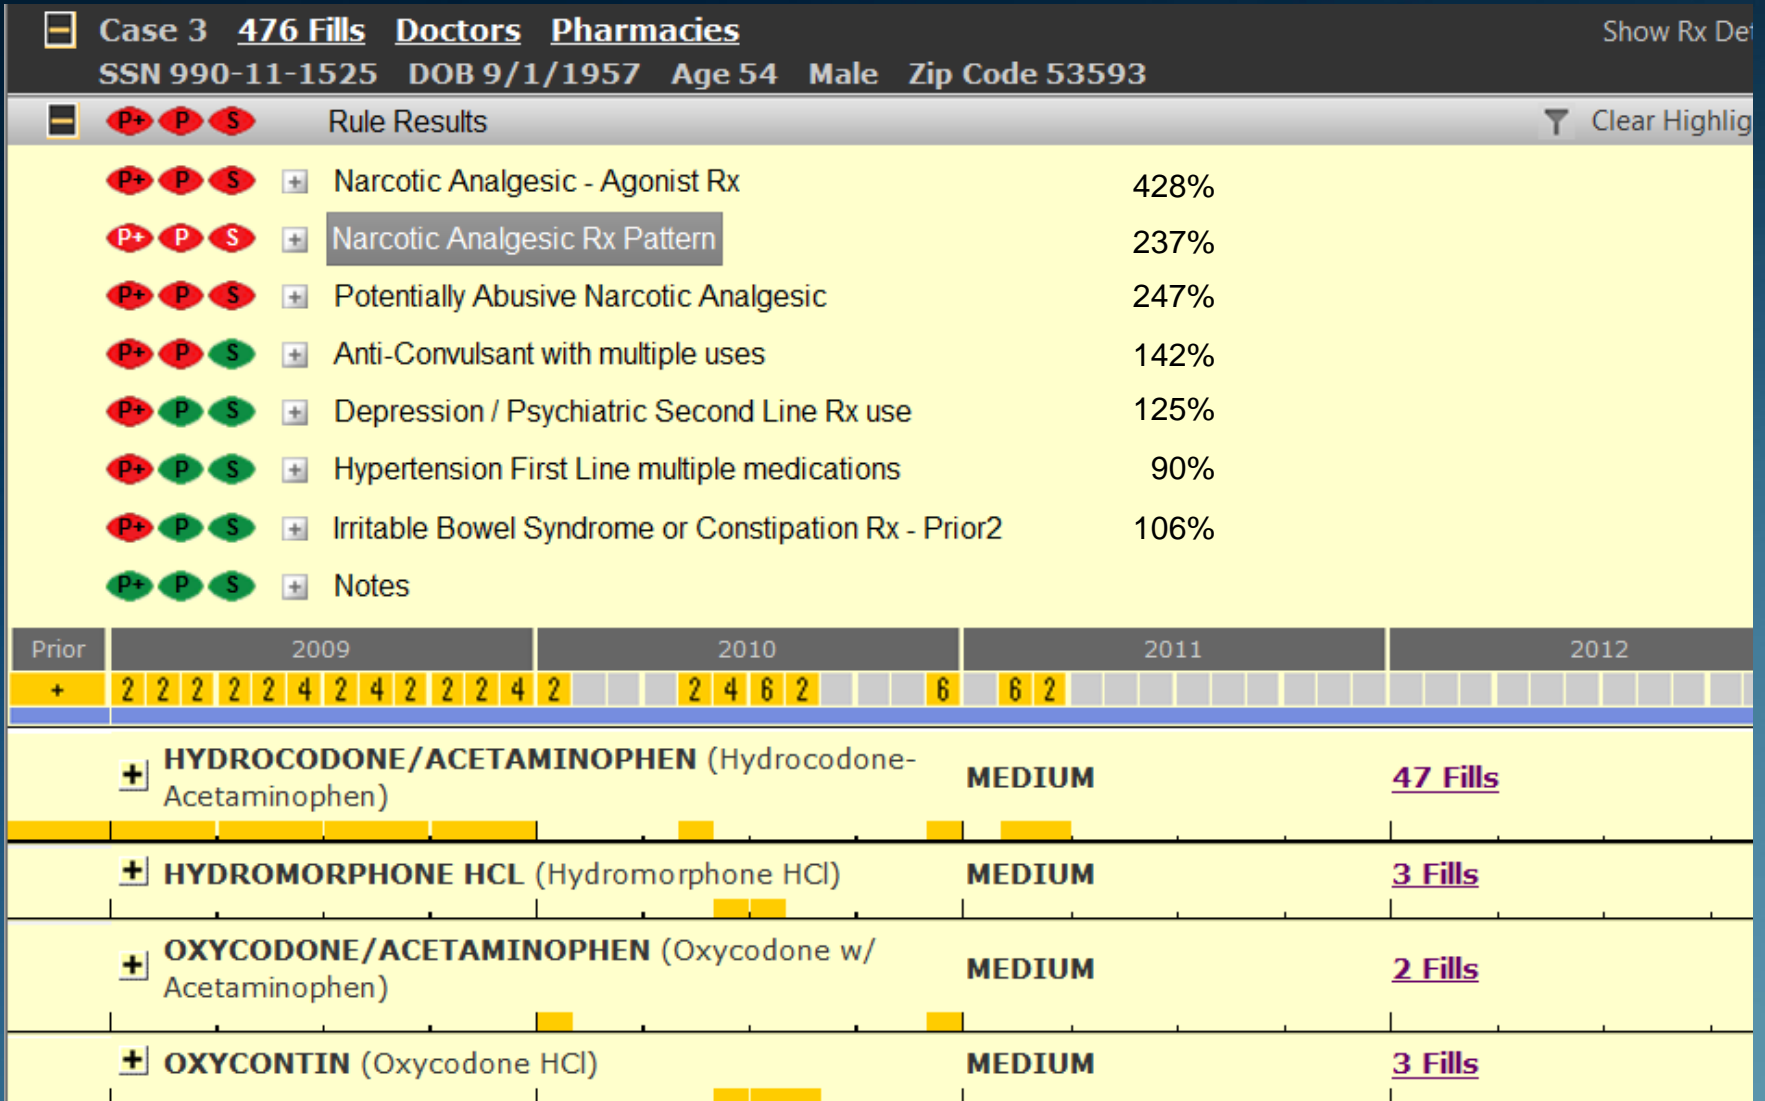 Case 3 476 Fills Doctors Pharmacies Show Rx Det
SSN 990-11-1525 DOB 9/1/1957 Age 54 Male Zip Code 53593
P+ P S Rule Results Clear Highlig
P+ P S + Narcotic Analgesic - Agonist Rx 428%
P+ P S + Narcotic Analgesic Rx Pattern 237%
P+ P S + Potentially Abusive Narcotic Analgesic 247%
P+ P S + Anti-Convulsant with multiple uses 142%
P+ P S + Depression / Psychiatric Second Line Rx use 125%
P+ P S + Hypertension First Line multiple medications 90%
P+ P S + Irritable Bowel Syndrome or Constipation Rx - Prior2 106%
P+ P S + Notes
Prior 2009 2010 2011 2012
+ 2 2 2 2 2 4 2 4 2 2 2 4 2 2 4 6 2 6 6 2
+ HYDROCODONE/ACETAMINOPHEN (Hydrocodone-
Acetaminophen) MEDIUM 47 Fills
+ HYDROMORPHONE HCL (Hydromorphone HCl) MEDIUM 3 Fills
+ OXYCODONE/ACETAMINOPHEN (Oxycodone w/
Acetaminophen) MEDIUM 2 Fills
+ OXYCONTIN (Oxycodone HCl) MEDIUM 3 Fills